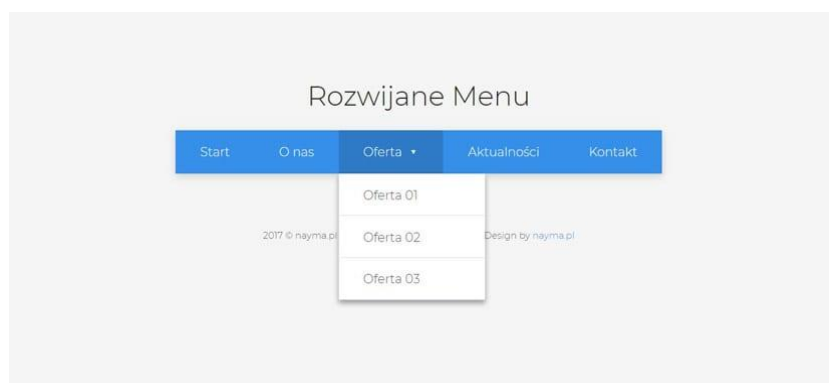 Rozwijane Menu
Start O nas Oferta ▾ Aktualności Kontakt
Oferta 01
2017 © nayma.pl Design by nayma.pl
Oferta 02
Oferta 03